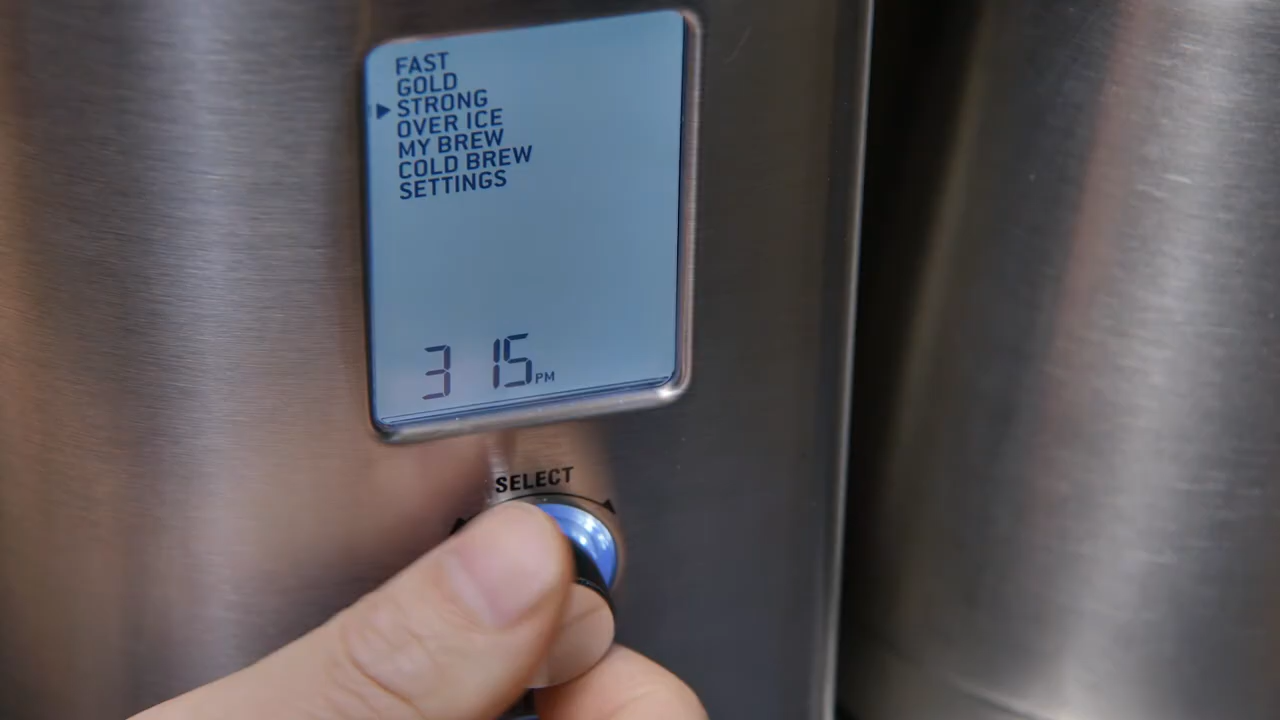 FAST
GOLD
STRONG
OVER ICE
MY BREW
COLD BREW
SETTINGS
3 15 PM
SELECT